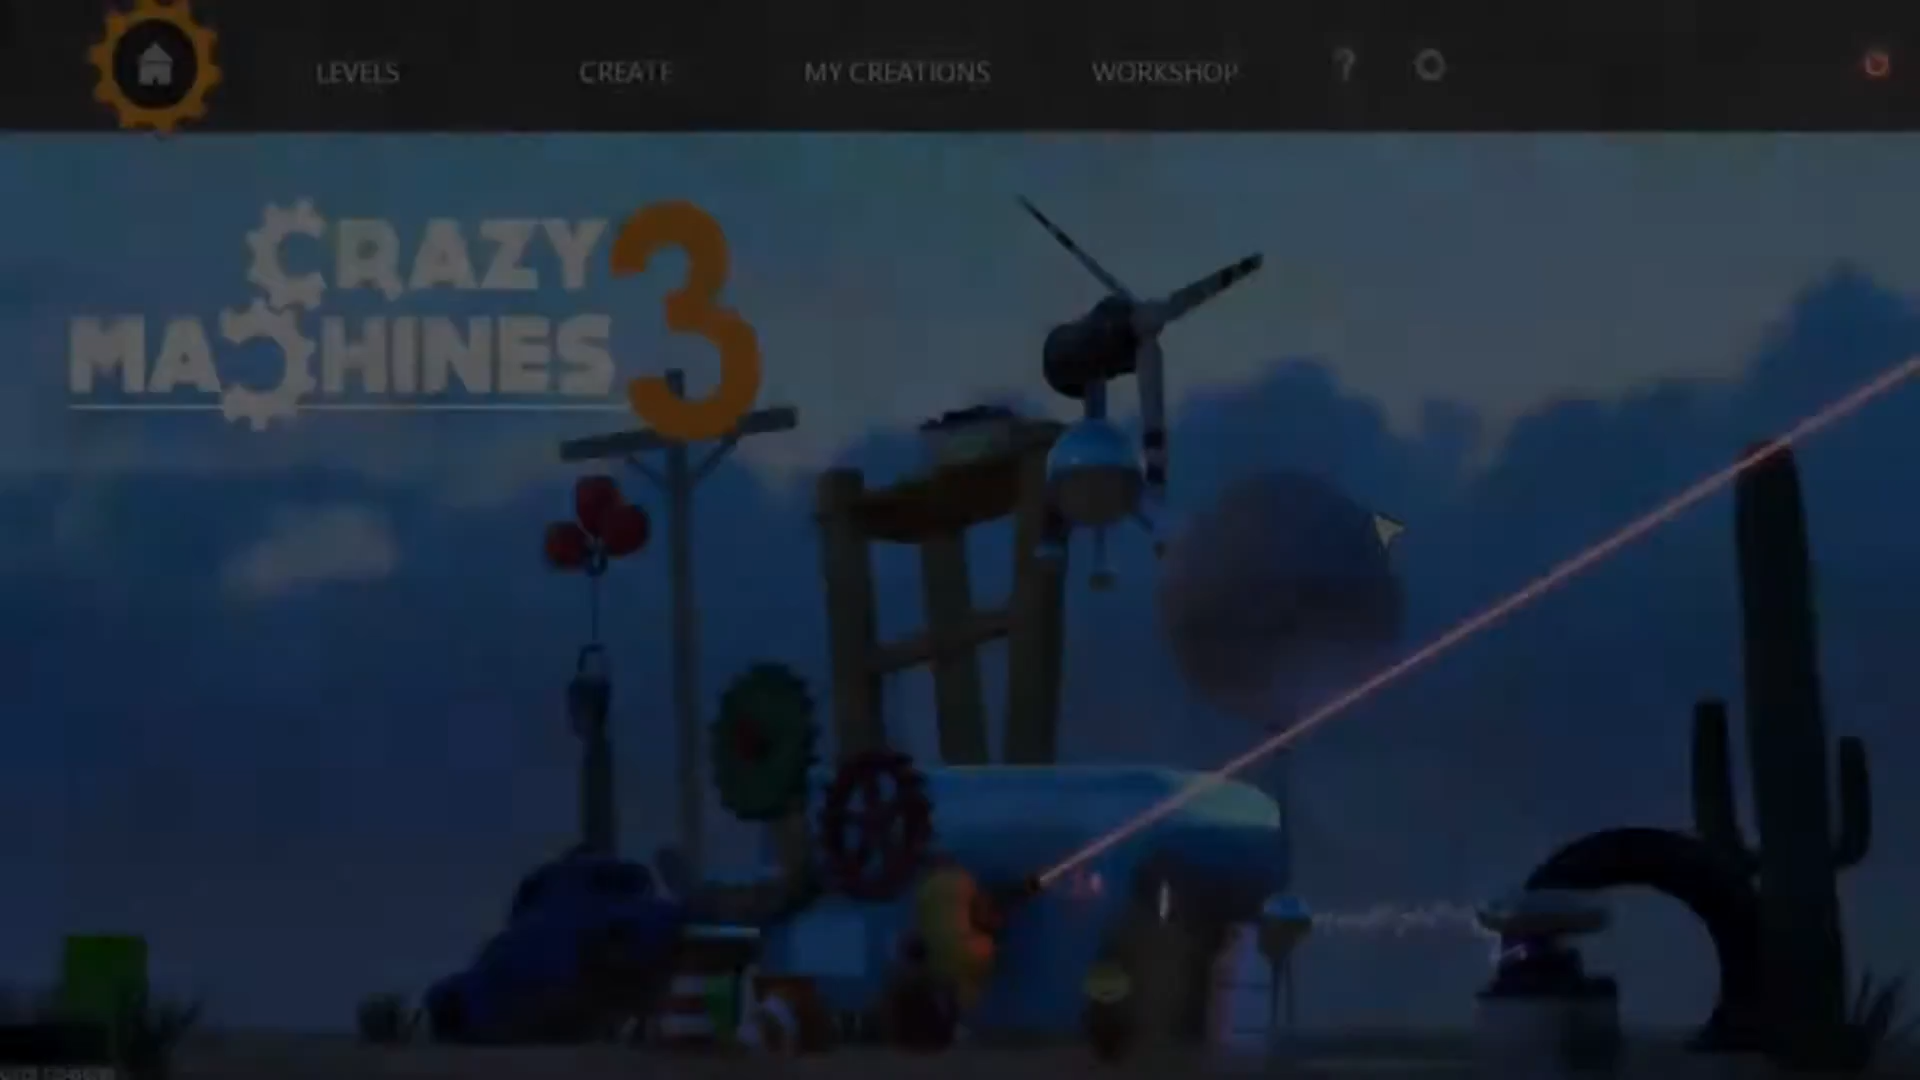 LEVELS
CREATE
MY CREATIONS
WORKSHOP
?
CRAZY
MACHINES
3